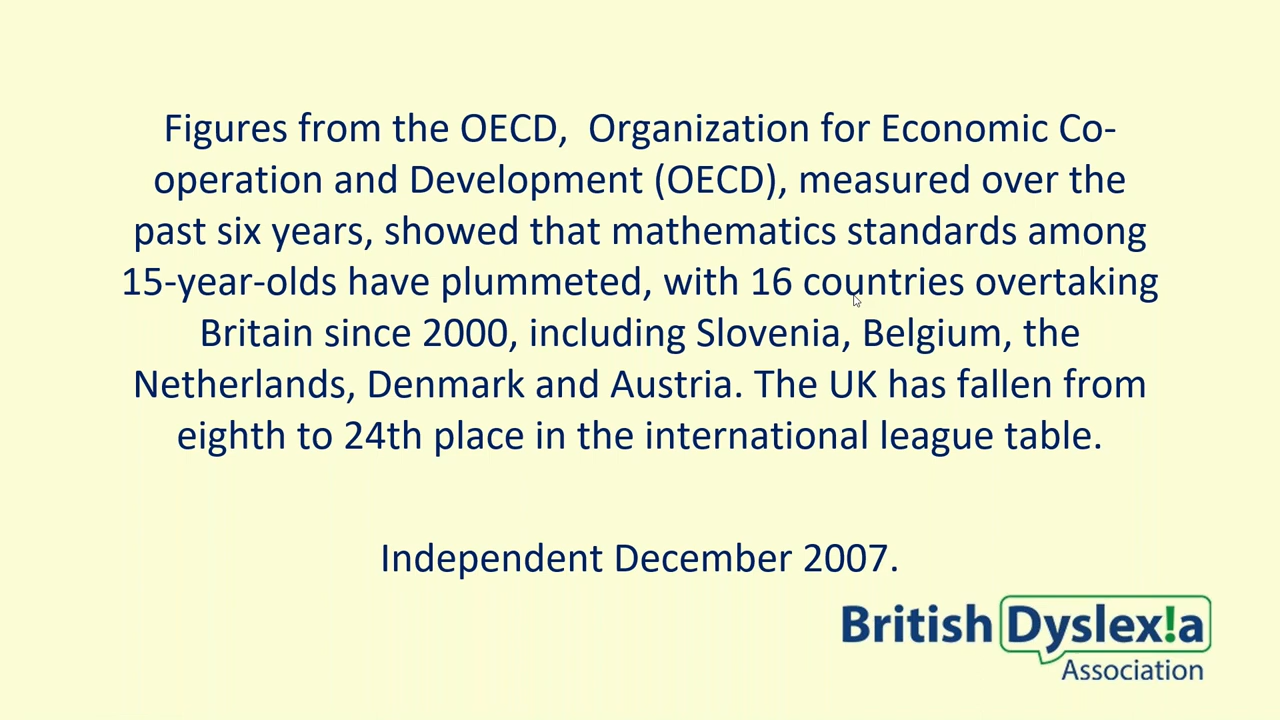 Figures from the OECD,  Organization for Economic Co-
operation and Development (OECD), measured over the
past six years, showed that mathematics standards among
15-year-olds have plummeted, with 16 countries overtaking
Britain since 2000, including Slovenia, Belgium, the
Netherlands, Denmark and Austria. The UK has fallen from
eighth to 24th place in the international league table.
Independent December 2007.
British Dyslex!a
Association